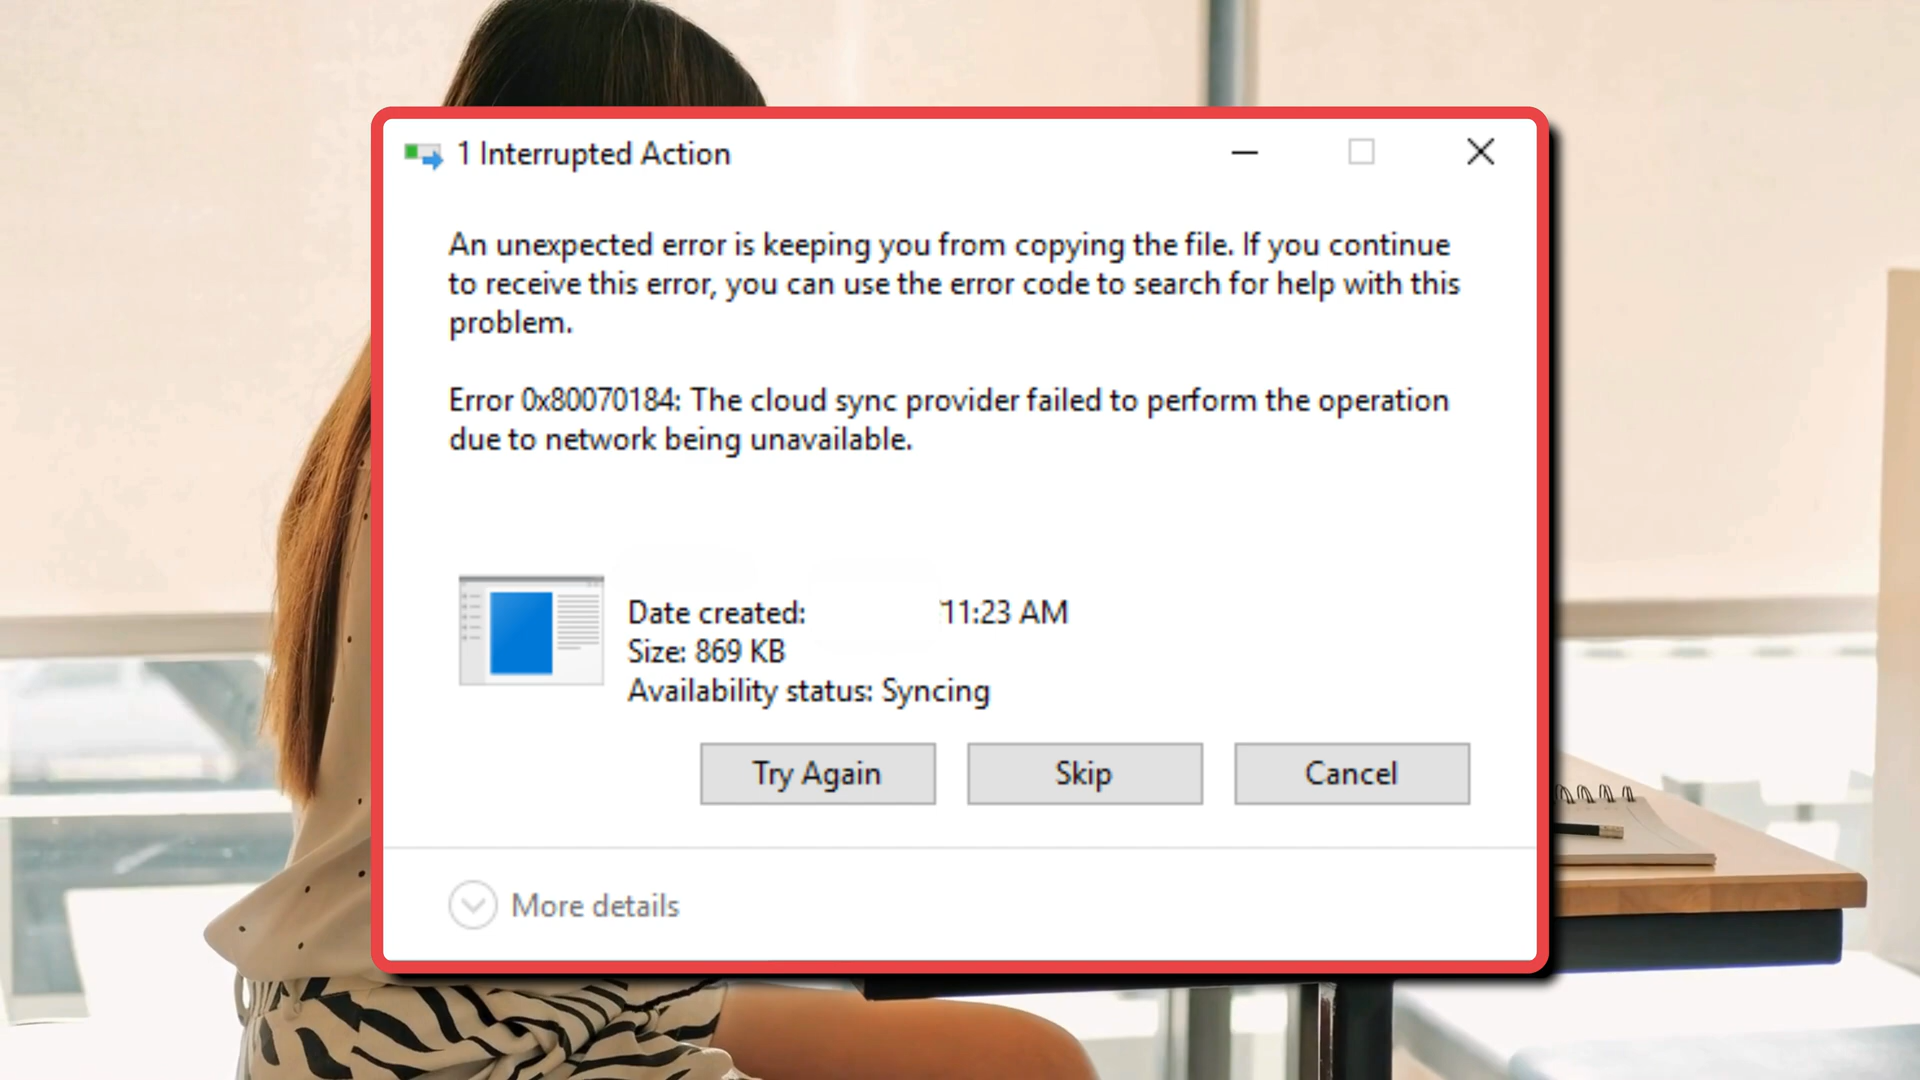 1 Interrupted Action
An unexpected error is keeping you from copying the file. If you continue
to receive this error, you can use the error code to search for help with this
problem.
Error 0x80070184: The cloud sync provider failed to perform the operation
due to network being unavailable.
Date created: 11:23 AM
Size: 869 KB
Availability status: Syncing
Try Again Skip Cancel
More details